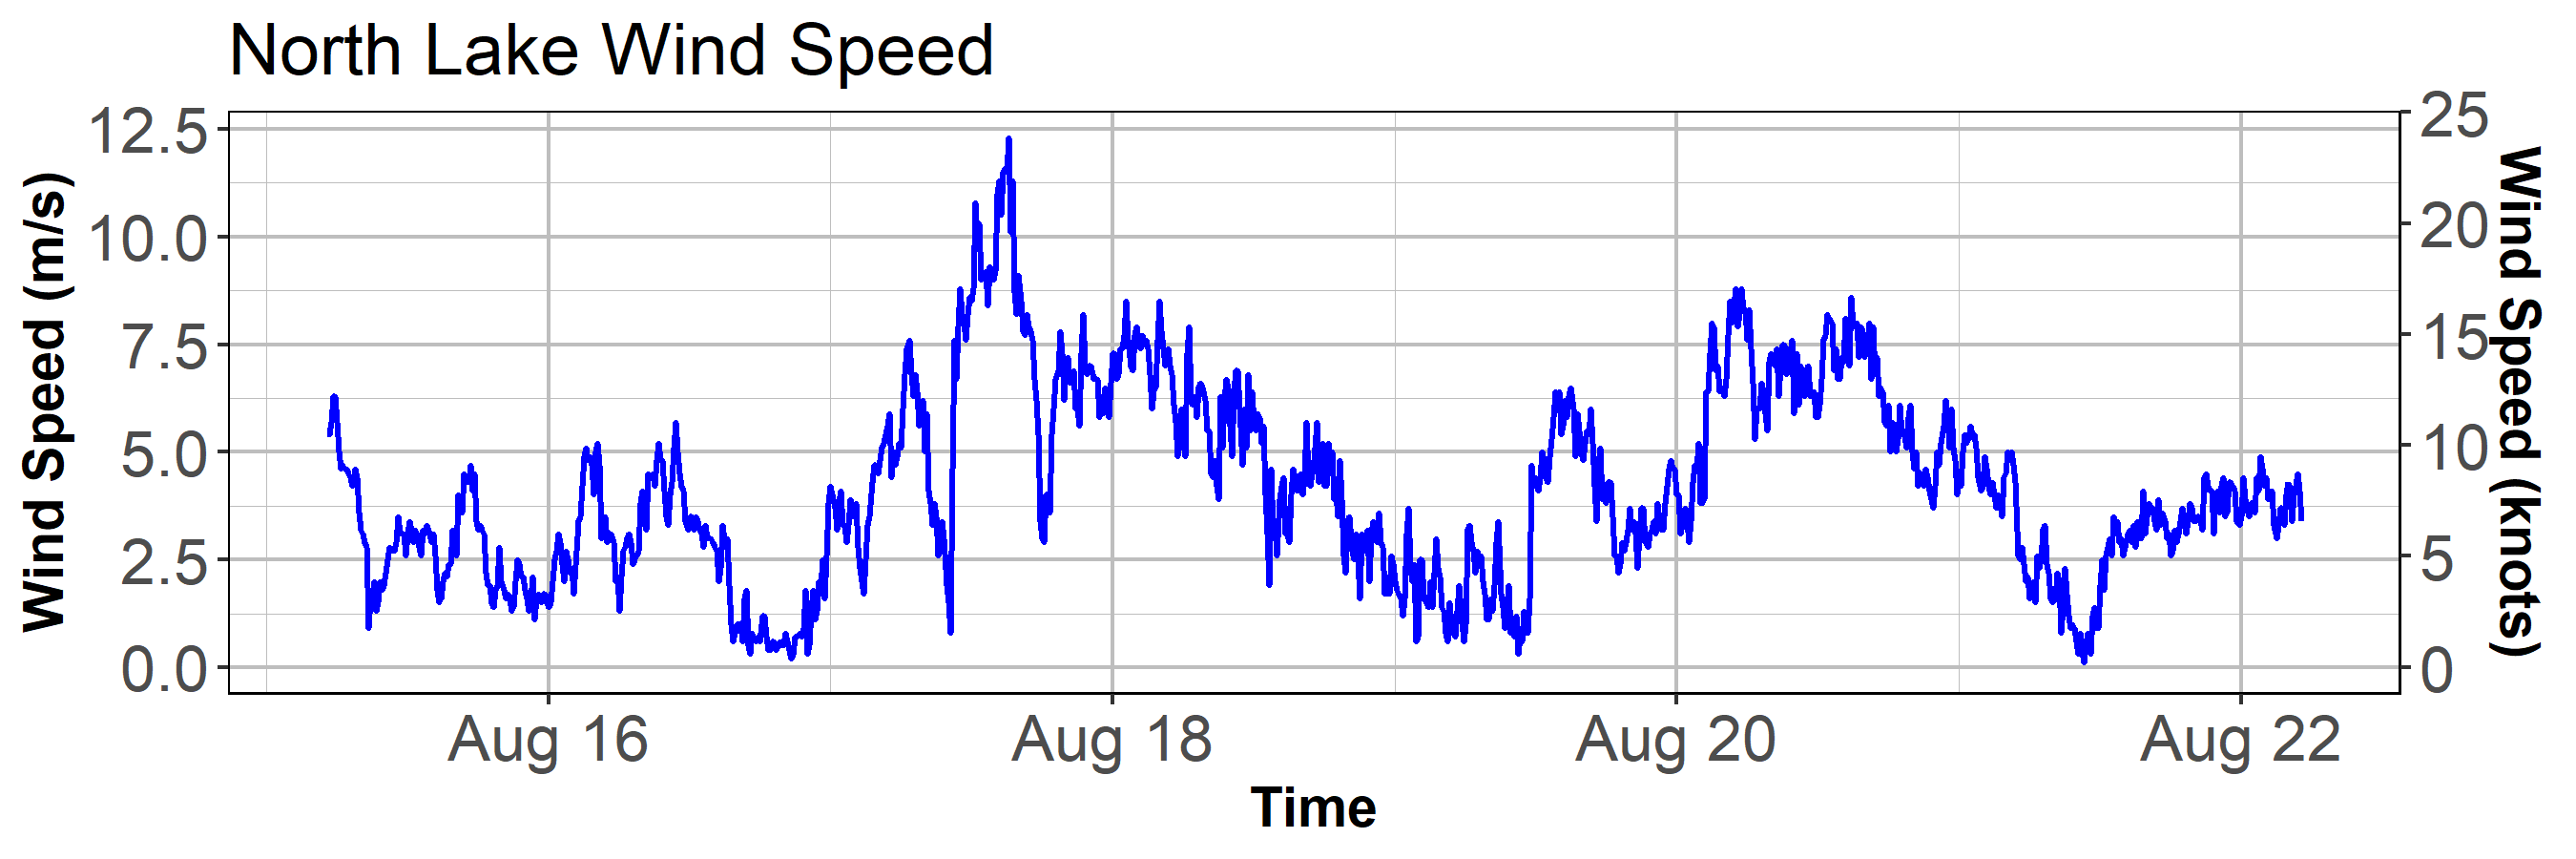 North Lake Wind Speed
Wind Speed (m/s)
12.5
10.0
7.5
5.0
2.5
0.0
25
20
15
10
5
0
Wind Speed (knots)
Aug 16
Aug 18
Aug 20
Aug 22
Time